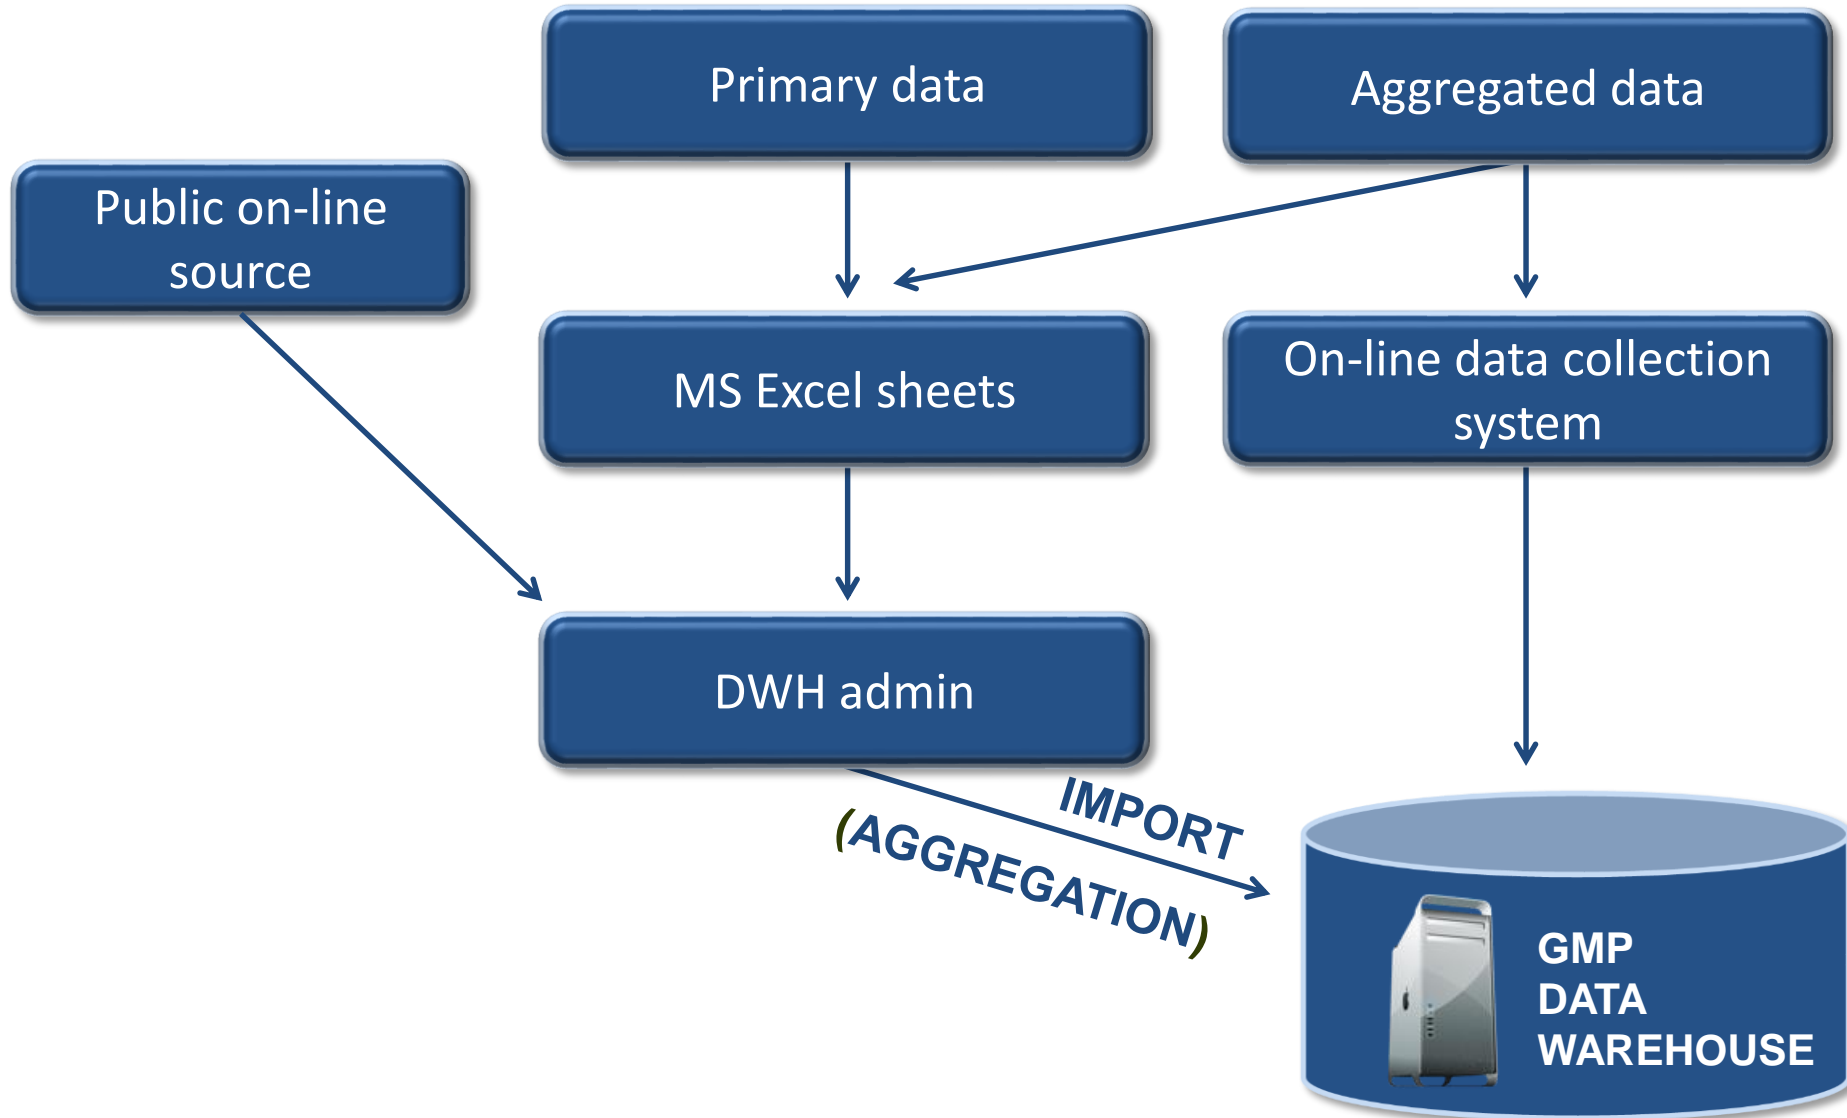 Primary data
Aggregated data
Public on-line
source
MS Excel sheets
On-line data collection
system
DWH admin
IMPORT
(AGGREGATION)
GMP
DATA
WAREHOUSE